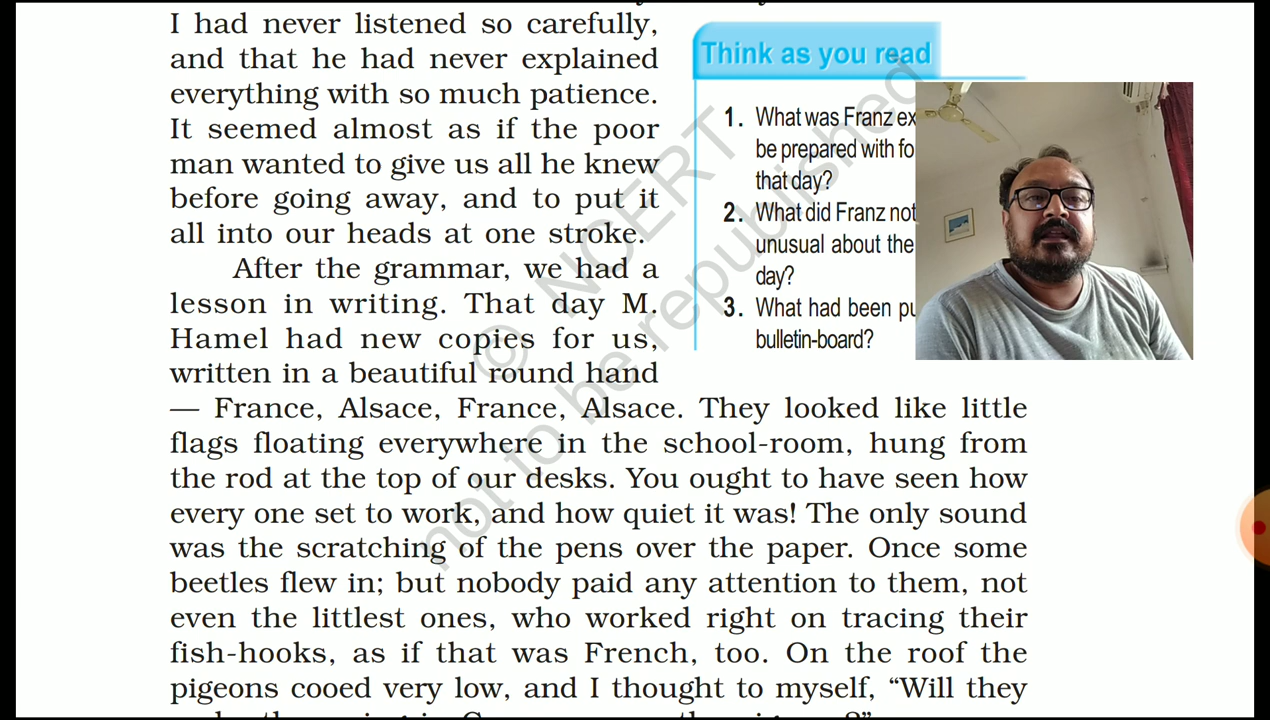 I had never listened so carefully,
and that he had never explained
everything with so much patience.
It seemed almost as if the poor
man wanted to give us all he knew
before going away, and to put it
all into our heads at one stroke.
After the grammar, we had a
lesson in writing. That day M.
Hamel had new copies for us,
written in a beautiful round hand
— France, Alsace, France, Alsace. They looked like little
flags floating everywhere in the school-room, hung from
the rod at the top of our desks. You ought to have seen how
every one set to work, and how quiet it was! The only sound
was the scratching of the pens over the paper. Once some
beetles flew in; but nobody paid any attention to them, not
even the littlest ones, who worked right on tracing their
fish-hooks, as if that was French, too. On the roof the
pigeons cooed very low, and I thought to myself, “Will they
Think as you read
1. What was Franz
be prepared with
that day?
2. What did Franz
unusual about the
day?
3. What had been
bulletin-board?
© NCERT
not to be republished